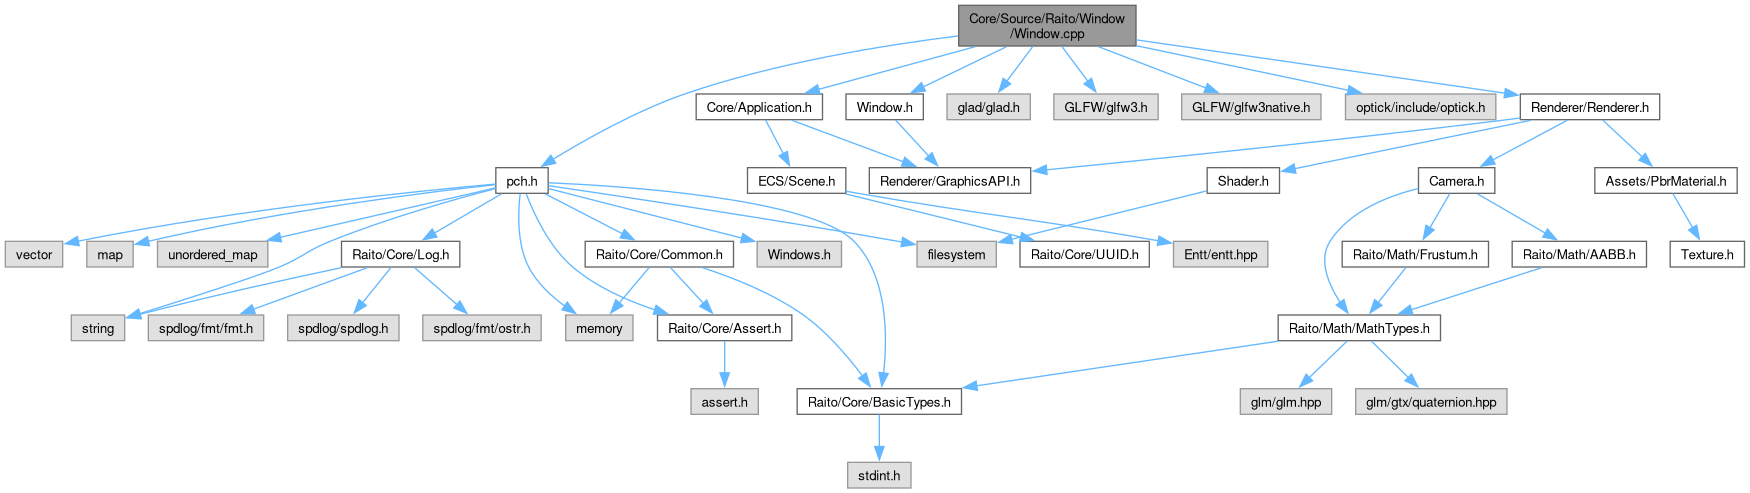 Core/Source/Raito/Window
/Window.cpp
Core/Application.h
Window.h
glad/glad.h
GLFW/glfw3.h
GLFW/glfw3native.h
optick/include/optick.h
Renderer/Renderer.h
pch.h
ECS/Scene.h
Renderer/GraphicsAPI.h
Shader.h
Camera.h
Assets/PbrMaterial.h
vector
map
unordered_map
Raito/Core/Log.h
Raito/Core/Common.h
Windows.h
filesystem
Raito/Core/UUID.h
Entt/entt.hpp
Raito/Math/Frustum.h
Raito/Math/AABB.h
Texture.h
string
spdlog/fmt/fmt.h
spdlog/spdlog.h
spdlog/fmt/ostr.h
memory
Raito/Core/Assert.h
Raito/Math/MathTypes.h
assert.h
Raito/Core/BasicTypes.h
glm/glm.hpp
glm/gtx/quaternion.hpp
stdint.h